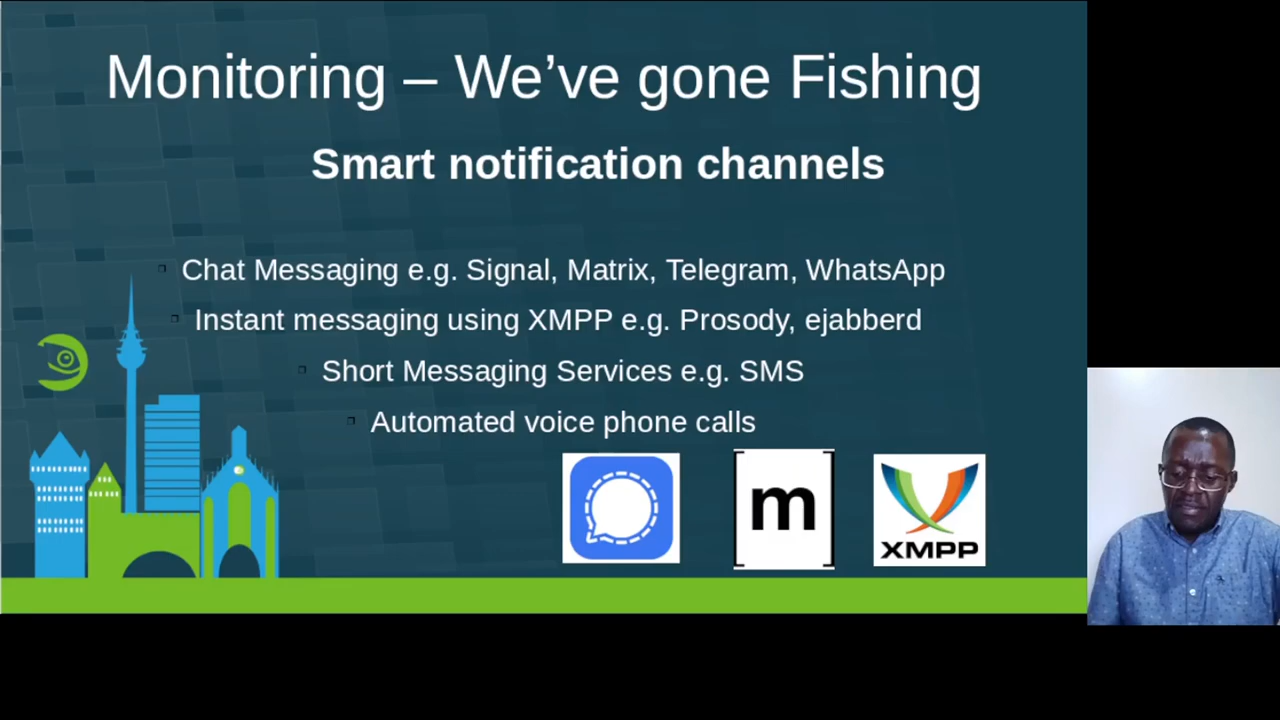 Monitoring – We’ve gone Fishing
Smart notification channels
Chat Messaging e.g. Signal, Matrix, Telegram, WhatsApp
Instant messaging using XMPP e.g. Prosody, ejabberd
Short Messaging Services e.g. SMS
Automated voice phone calls
[m]
XMPP